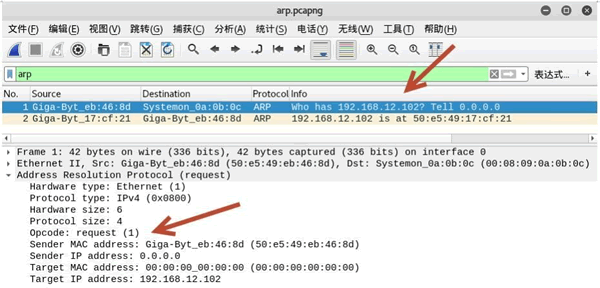 arp.pcapng
文件(F) 编辑(E) 视图(V) 跳转(G) 捕获(C) 分析(A) 统计(S) 电话(Y) 无线(W) 工具(T) 帮助(H)
arp 表达式… +
No. Source Destination Protocol Info
1 Giga-Byt_eb:46:8d Systemon_0a:0b:0c ARP Who has 192.168.12.102? Tell 0.0.0.0
2 Giga-Byt_17:cf:21 Giga-Byt_eb:46:8d ARP 192.168.12.102 is at 50:e5:49:17:cf:21
Frame 1: 42 bytes on wire (336 bits), 42 bytes captured (336 bits) on interface 0
Ethernet II, Src: Giga-Byt_eb:46:8d (50:e5:49:eb:46:8d), Dst: Systemon_0a:0b:0c (00:08:09:0a:0b:0c)
Address Resolution Protocol (request)
Hardware type: Ethernet (1)
Protocol type: IPv4 (0x0800)
Hardware size: 6
Protocol size: 4
Opcode: request (1)
Sender MAC address: Giga-Byt_eb:46:8d (50:e5:49:eb:46:8d)
Sender IP address: 0.0.0.0
Target MAC address: 00:00:00_00:00:00 (00:00:00:00:00:00)
Target IP address: 192.168.12.102